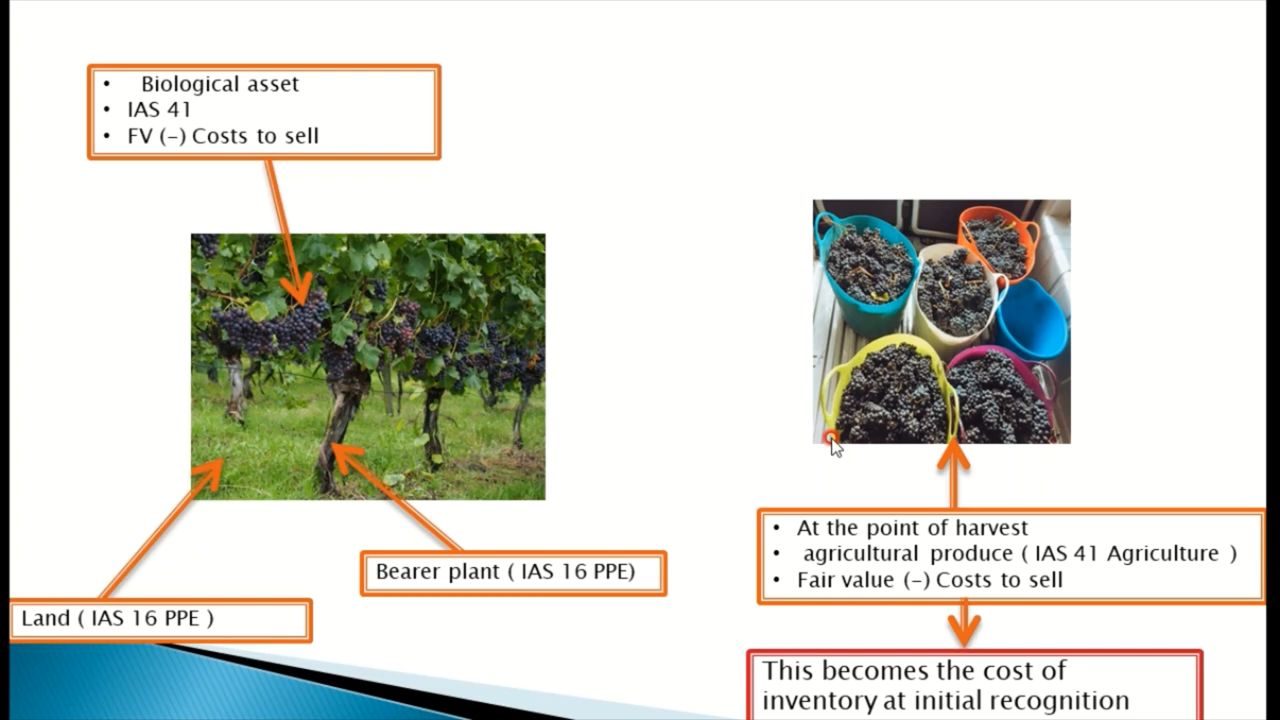 • Biological asset
• IAS 41
• FV (-) Costs to sell
Bearer plant ( IAS 16 PPE)
Land ( IAS 16 PPE )
• At the point of harvest
• agricultural produce ( IAS 41 Agriculture )
• Fair value (-) Costs to sell
This becomes the cost of
inventory at initial recognition